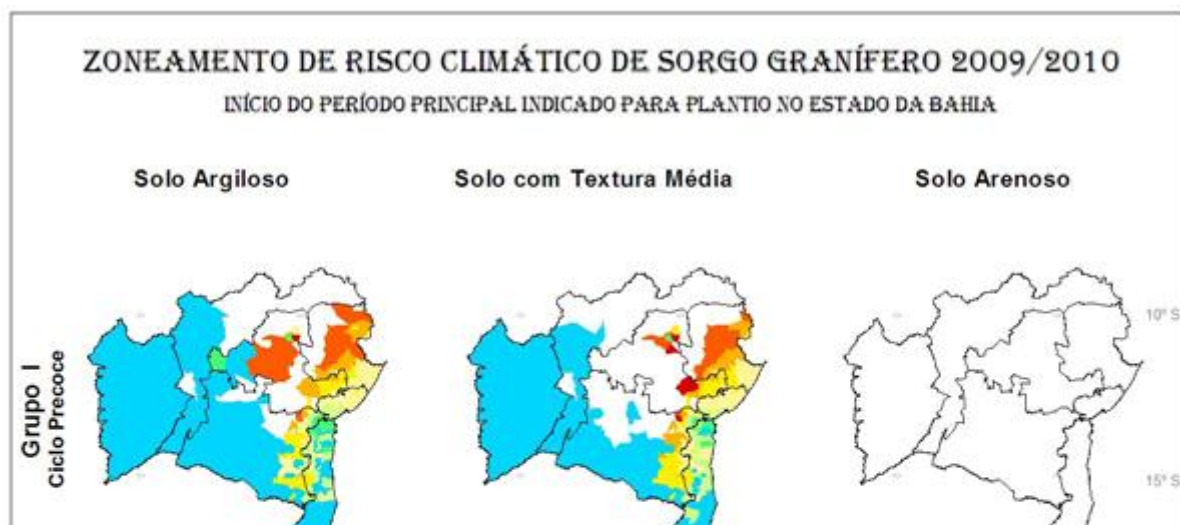 ZONEAMENTO DE RISCO CLIMÁTICO DE SORGO GRANÍFERO 2009/2010
INÍCIO DO PERÍODO PRINCIPAL INDICADO PARA PLANTIO NO ESTADO DA BAHIA
Solo Argiloso
Solo com Textura Média
Solo Arenoso
10° S
Grupo I
Ciclo Precoce
15° S